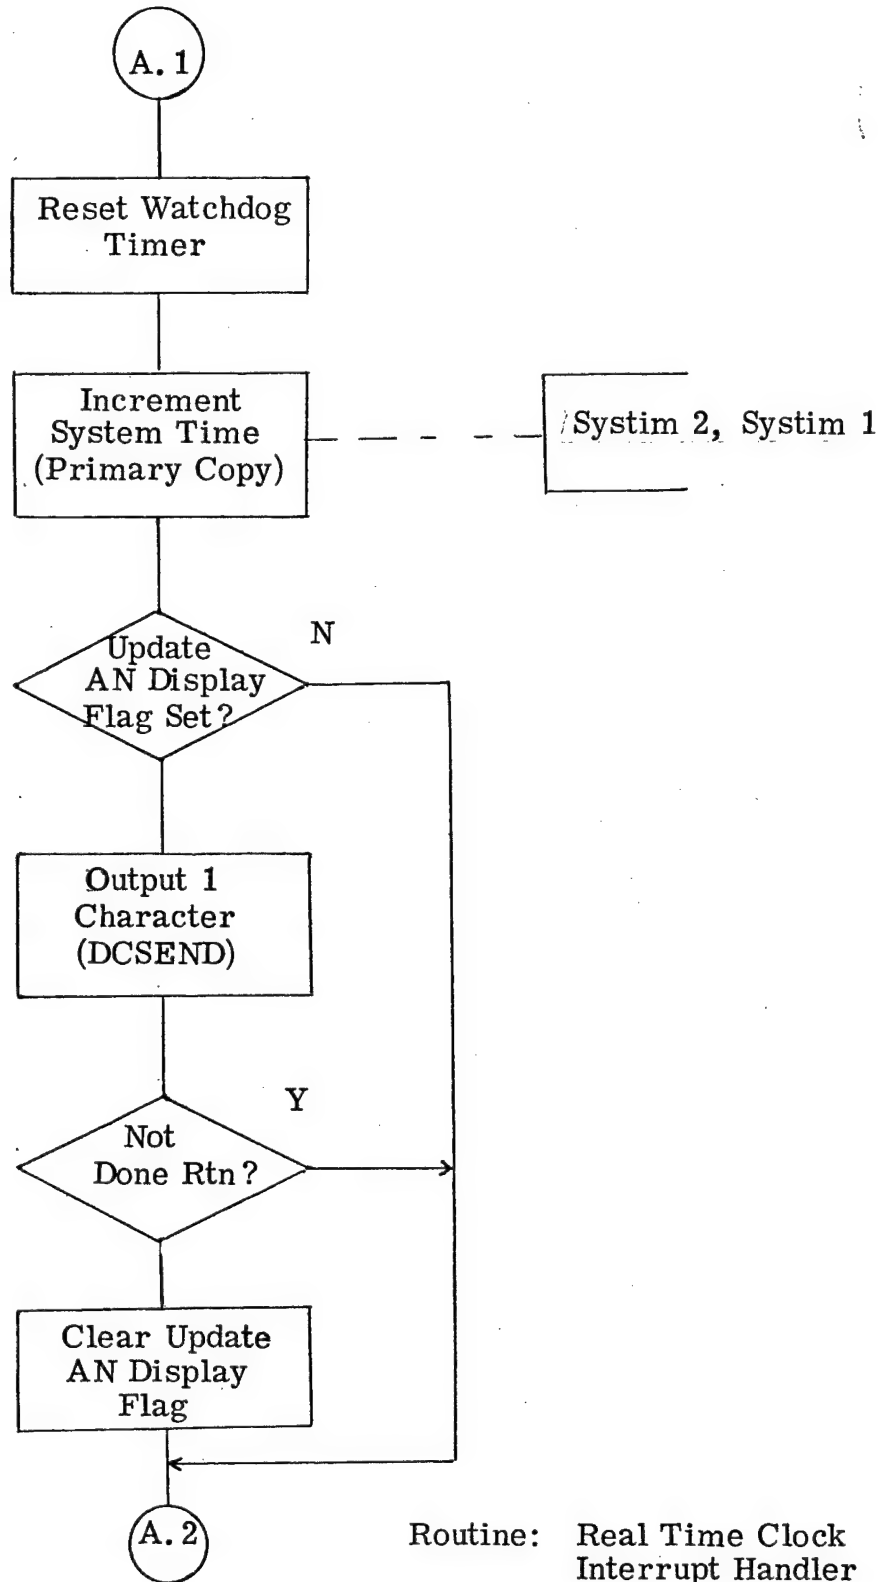 A. 1
Reset Watchdog
Timer
Increment
System Time
(Primary Copy)
Systim 2, Systim 1
Update
AN Display
Flag Set?
N
Output 1
Character
(DCSEND)
Y
Not
Done Rtn?
Clear Update
AN Display
Flag
A. 2
Routine: Real Time Clock
Interrupt Handler